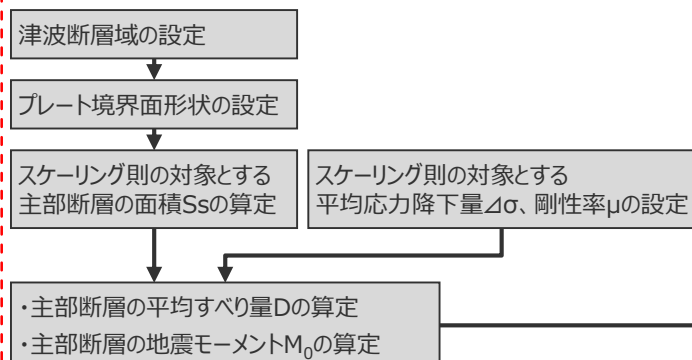 津波断層域の設定
プレート境界面形状の設定
スケーリング則の対象とする
主部断層の面積Ssの算定
スケーリング則の対象とする
平均応力降下量⊿σ、剛性率μの設定
・主部断層の平均すべり量Dの算定
・主部断層の地震モーメントM₀の算定